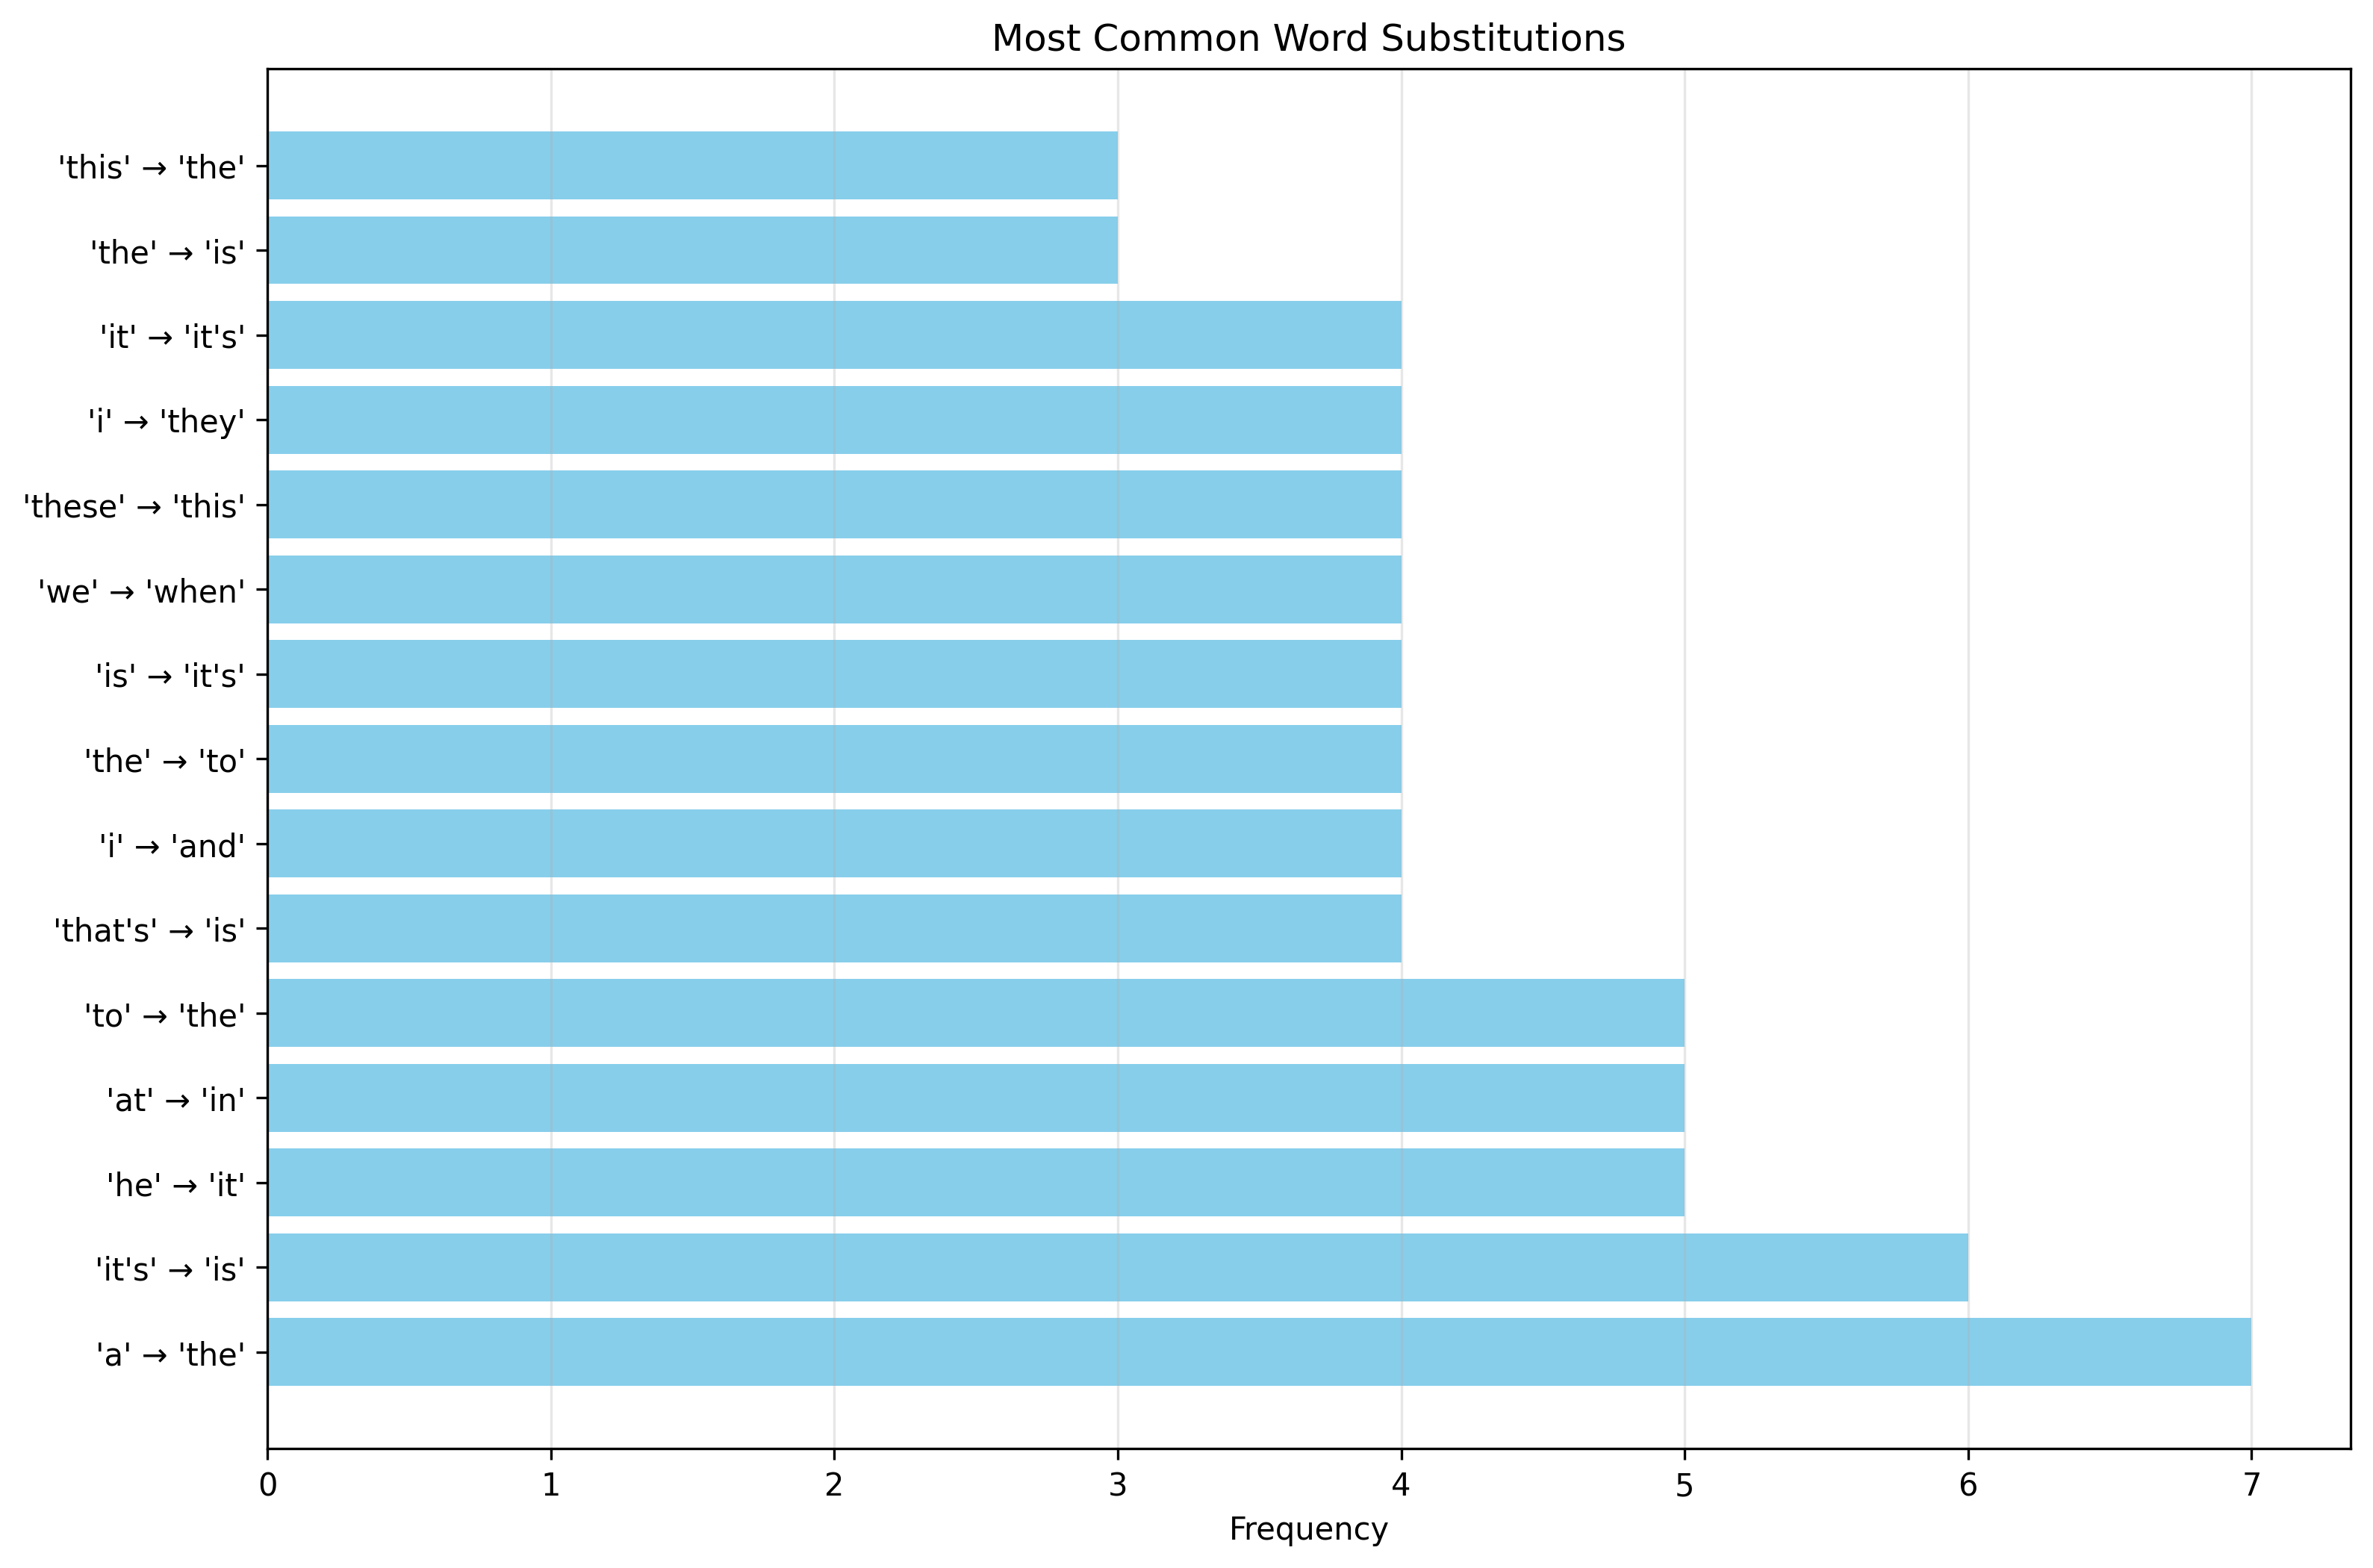 Most Common Word Substitutions
'this' → 'the'
'the' → 'is'
'it' → 'it's'
'i' → 'they'
'these' → 'this'
'we' → 'when'
'is' → 'it's'
'the' → 'to'
'i' → 'and'
'that's' → 'is'
'to' → 'the'
'at' → 'in'
'he' → 'it'
'it's' → 'is'
'a' → 'the'
0 1 2 3 4 5 6 7
Frequency